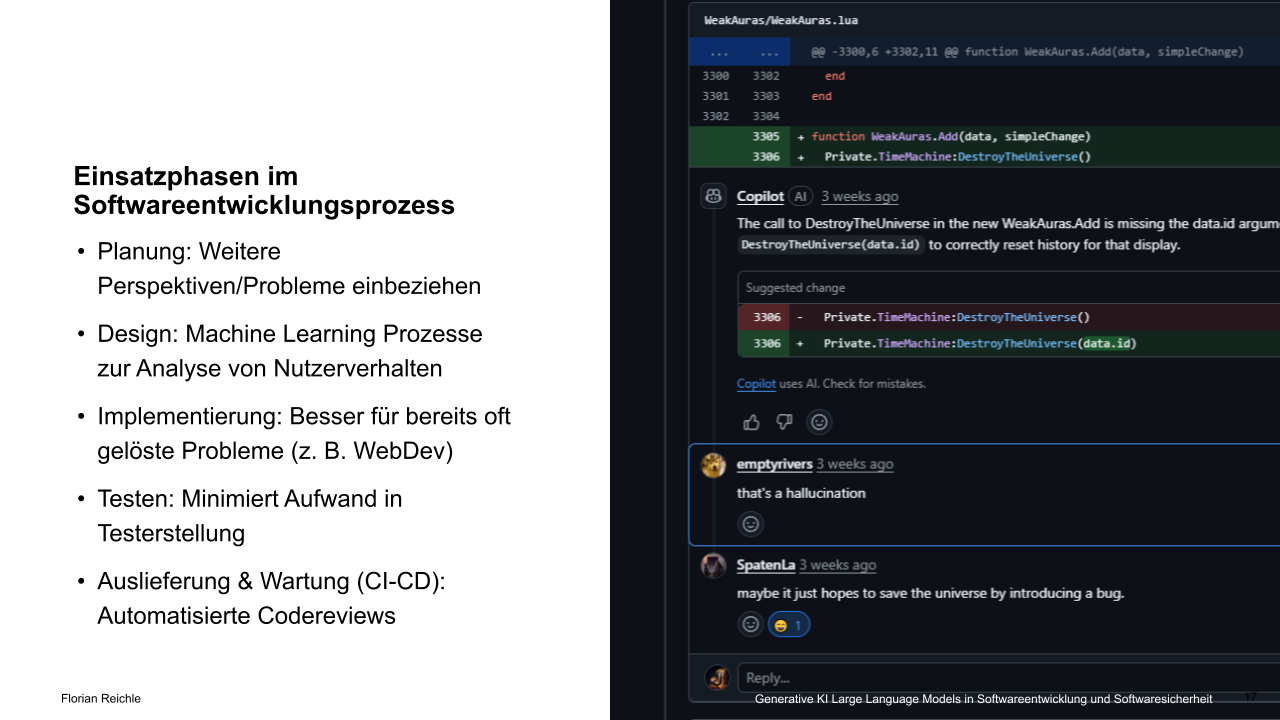 Einsatzphasen im
Softwareentwicklungsprozess
• Planung: Weitere
Perspektiven/Probleme einbeziehen
• Design: Machine Learning Prozesse
zur Analyse von Nutzerverhalten
• Implementierung: Besser für bereits oft
gelöste Probleme (z. B. WebDev)
• Testen: Minimiert Aufwand in
Testerstellung
• Auslieferung & Wartung (CI-CD):
Automatisierte Codereviews
WeakAuras/WeakAuras.lua
... ... @@ -3300,6 +3302,11 @@ function WeakAuras.Add(data, simpleChange)
3300 3302 end
3301 3303 end
3302 3304
3305 + function WeakAuras.Add(data, simpleChange)
3306 + Private.TimeMachine:DestroyTheUniverse()
Copilot AI 3 weeks ago
The call to DestroyTheUniverse in the new WeakAuras.Add is missing the data.id argum
DestroyTheUniverse(data.id) to correctly reset history for that display.
Suggested change
3306 - Private.TimeMachine:DestroyTheUniverse()
3306 + Private.TimeMachine:DestroyTheUniverse(data.id)
Copilot uses AI. Check for mistakes.
emptyrivers 3 weeks ago
that's a hallucination
SpatenLa 3 weeks ago
maybe it just hopes to save the universe by introducing a bug.
1
Reply...
Florian Reichle
Generative KI Large Language Models in Softwareentwicklung und Softwaresicherheit
17